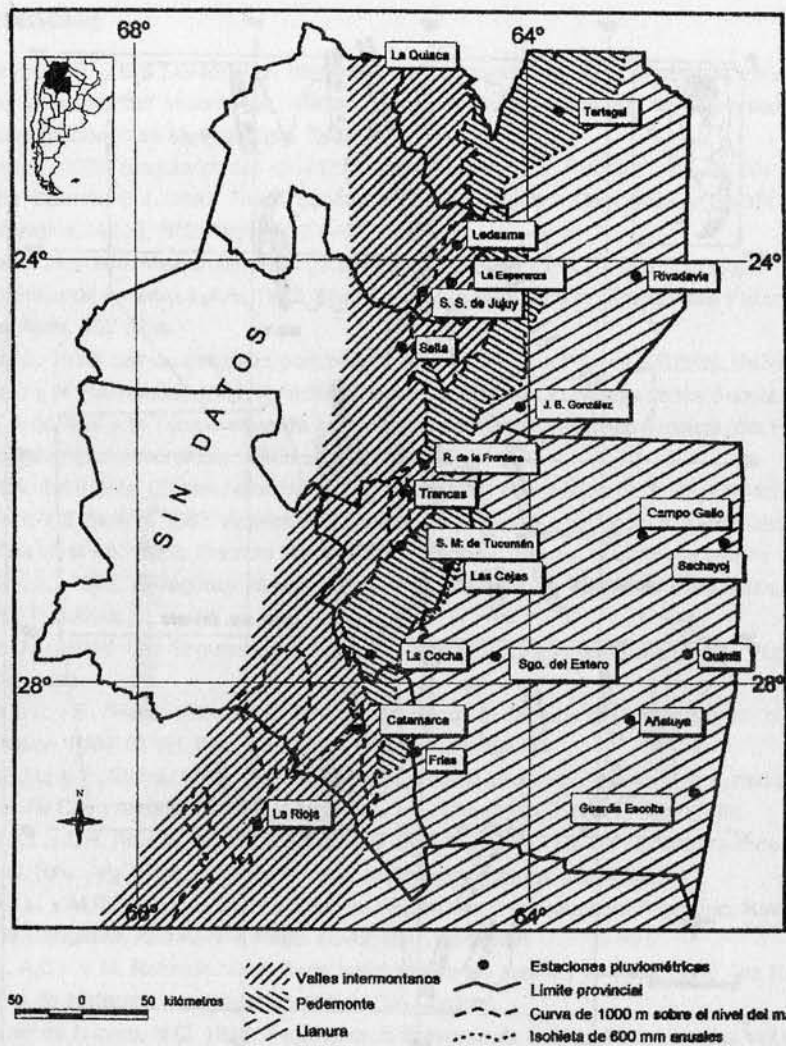 68°
64°
La Quiaca
Tartagal
Ledesma
24°
24°
La Esperanza
Rivadavia
S. S. de Jujuy
Salta
SIN DATOS
J. B. González
R. de la Frontera
Trancas
Campo Gallo
S. M. de Tucumán
Sachayoj
Las Cejas
La Cocha
Sgo. del Estero
Quimili
28°
28°
Catamarca
Añatuya
Frias
Guardia Escolta
N
La Rioja
68°
64°
Estaciones pluviométricas
Valles intermontanos
Límite provincial
50 0 50 kilómetros
Pedemonte
Curva de 1000 m sobre el nivel del m
Llanura
Isohieta de 600 mm anuales